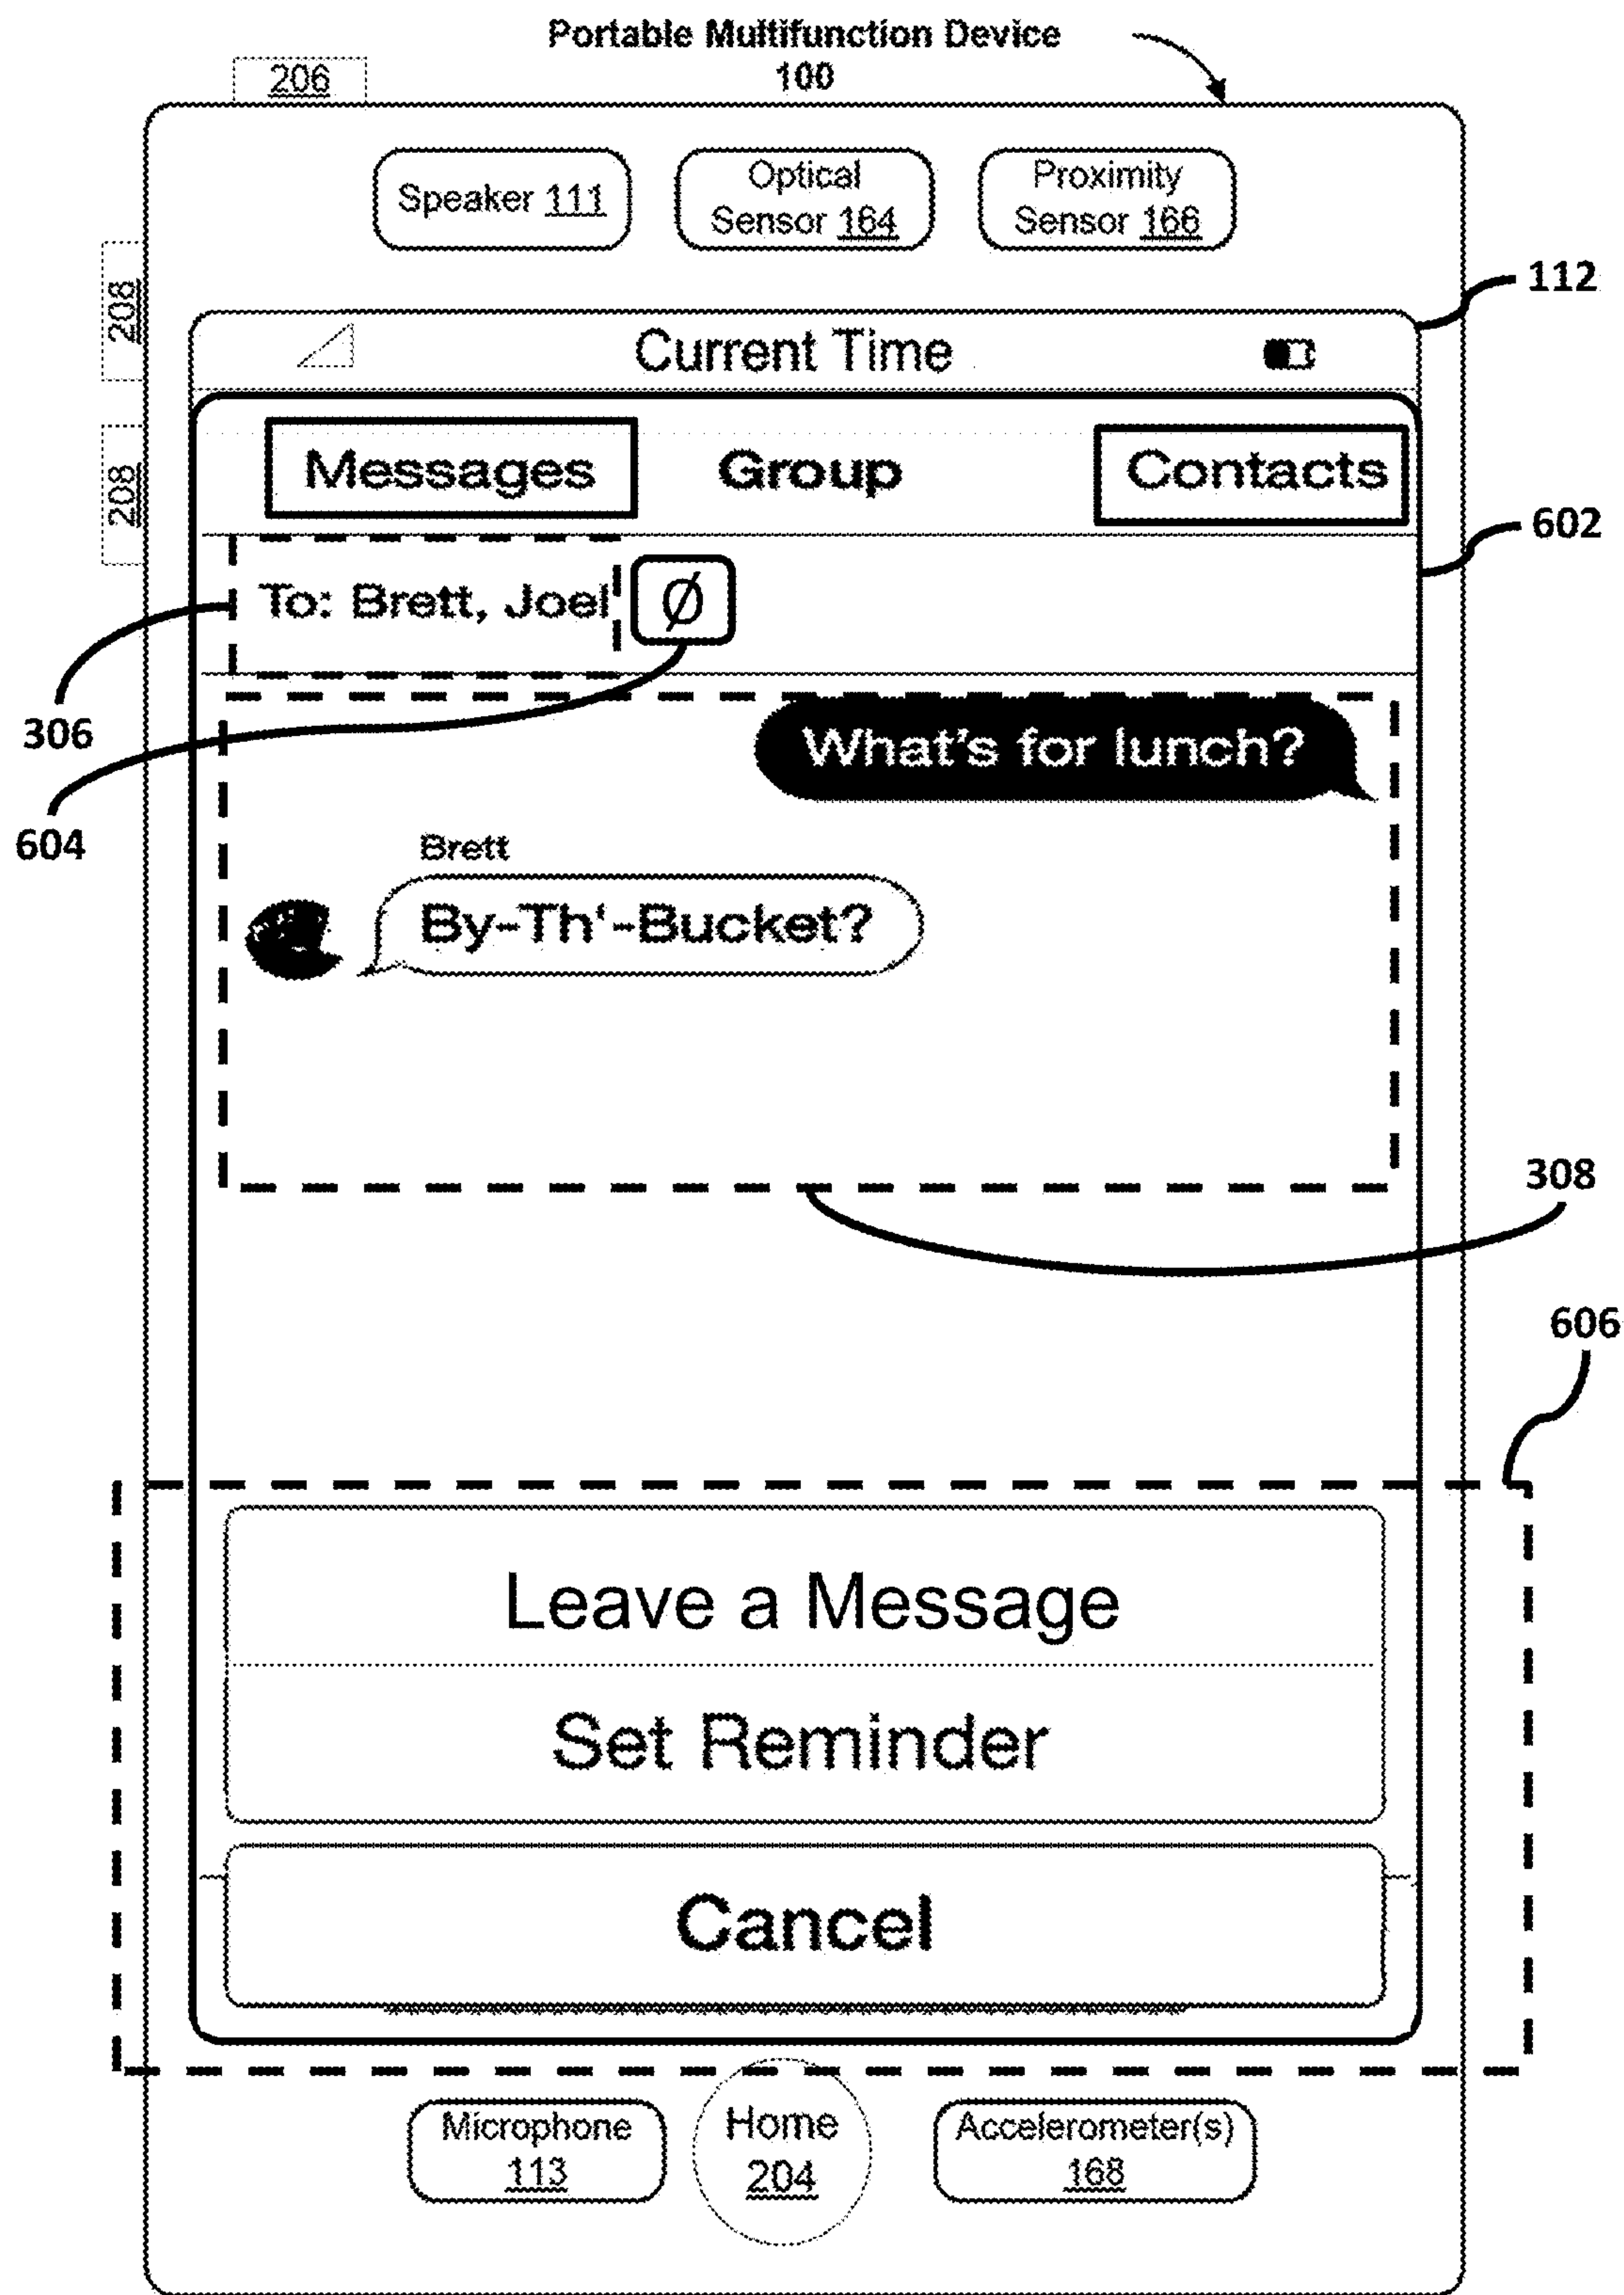 Portable Multifunction Device
100
206
Speaker 111
Optical
Sensor 164
Proximity
Sensor 166
208
112
Current Time
208
Messages
Group
Contacts
602
To: Brett, Joel
Ø
306
What's for lunch?
604
Brett
By-Th‘-Bucket?
308
606
Leave a Message
Set Reminder
Cancel
Microphone
113
Home
204
Accelerometer(s)
168